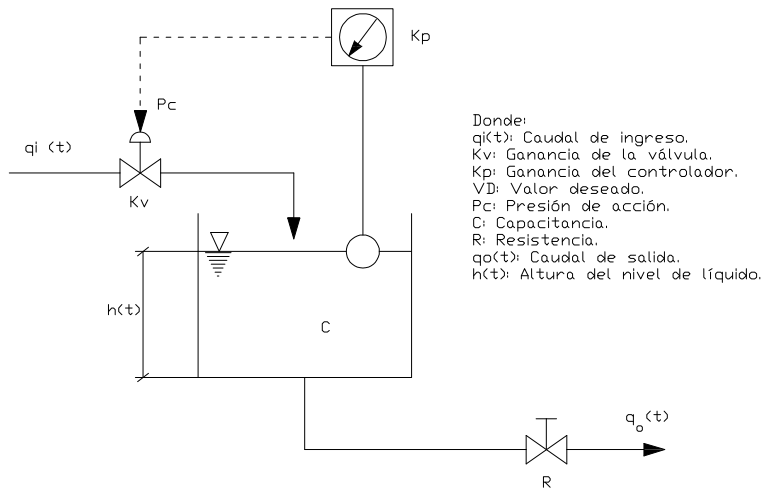 Kp
Pc
qi (t)
Kv
Donde:
qi(t): Caudal de ingreso.
Kv: Ganancia de la válvula.
Kp: Ganancia del controlador.
VD: Valor deseado.
Pc: Presión de acción.
C: Capacitancia.
R: Resistencia.
qo(t): Caudal de salida.
h(t): Altura del nivel de líquido.
h(t)
C
qo(t)
R